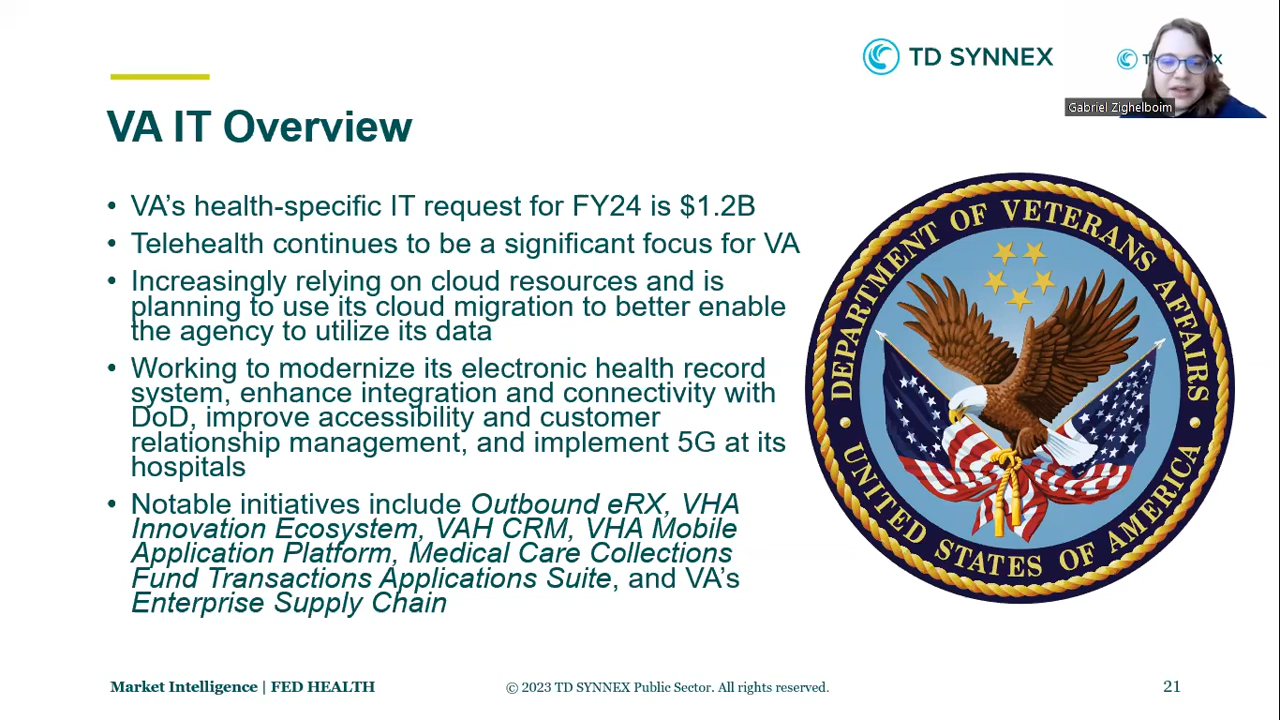 TD SYNNEX
Gabriel Zighelboim
VA IT Overview
• VA’s health-specific IT request for FY24 is $1.2B
• Telehealth continues to be a significant focus for VA
• Increasingly relying on cloud resources and is
planning to use its cloud migration to better enable
the agency to utilize its data
• Working to modernize its electronic health record
system, enhance integration and connectivity with
DoD, improve accessibility and customer
relationship management, and implement 5G at its
hospitals
• Notable initiatives include Outbound eRX, VHA
Innovation Ecosystem, VAH CRM, VHA Mobile
Application Platform, Medical Care Collections
Fund Transactions Applications Suite, and VA’s
Enterprise Supply Chain
DEPARTMENT OF VETERANS AFFAIRS
UNITED STATES OF AMERICA
Market Intelligence | FED HEALTH
© 2023 TD SYNNEX Public Sector. All rights reserved.
21